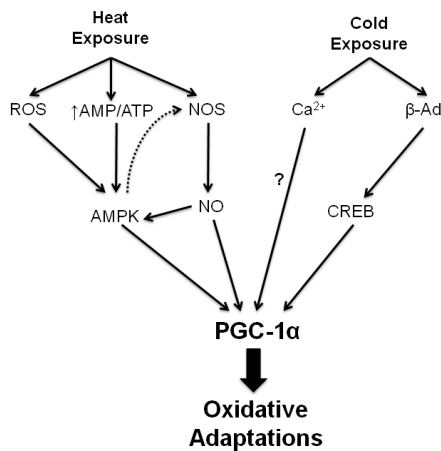 Heat
Exposure
Cold
Exposure
ROS
↑AMP/ATP
NOS
Ca²⁺
β-Ad
?
AMPK
NO
CREB
PGC-1α
Oxidative
Adaptations